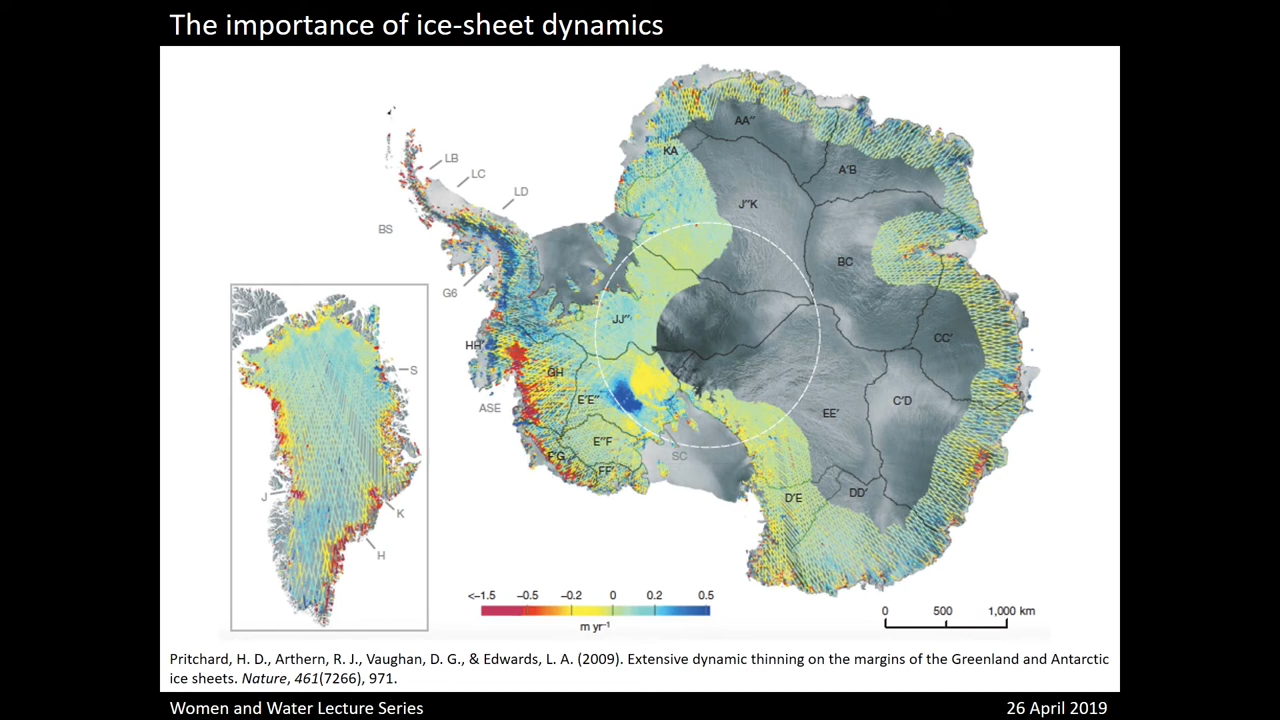 The importance of ice-sheet dynamics
AA″
KA
LB
A′B
LC
LD
J″K
BS
BC
G6
JJ″
HH′
CC′
S
GH
E′E″
ASE
C′D
EE′
E″F
F′G
SC
FF′
DD′
J
D′E
K
H
<–1.5 –0.5 –0.2 0 0.2 0.5
m yr⁻¹
0 500 1,000 km
Pritchard, H. D., Arthern, R. J., Vaughan, D. G., & Edwards, L. A. (2009). Extensive dynamic thinning on the margins of the Greenland and Antarctic
ice sheets. Nature, 461(7266), 971.
Women and Water Lecture Series
26 April 2019